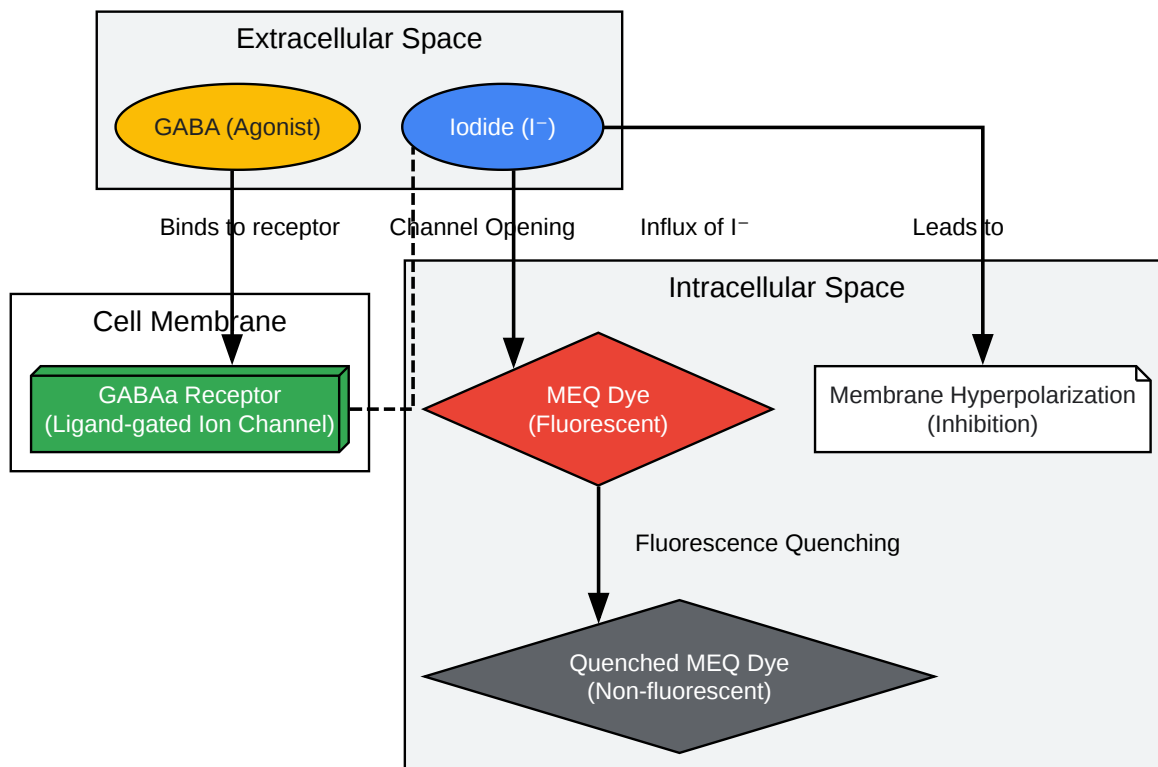 Extracellular Space
GABA (Agonist)
Iodide (I⁻)
Binds to receptor
Channel Opening
Influx of I⁻
Leads to
Intracellular Space
Cell Membrane
GABAa Receptor
(Ligand-gated Ion Channel)
MEQ Dye
(Fluorescent)
Membrane Hyperpolarization
(Inhibition)
Fluorescence Quenching
Quenched MEQ Dye
(Non-fluorescent)